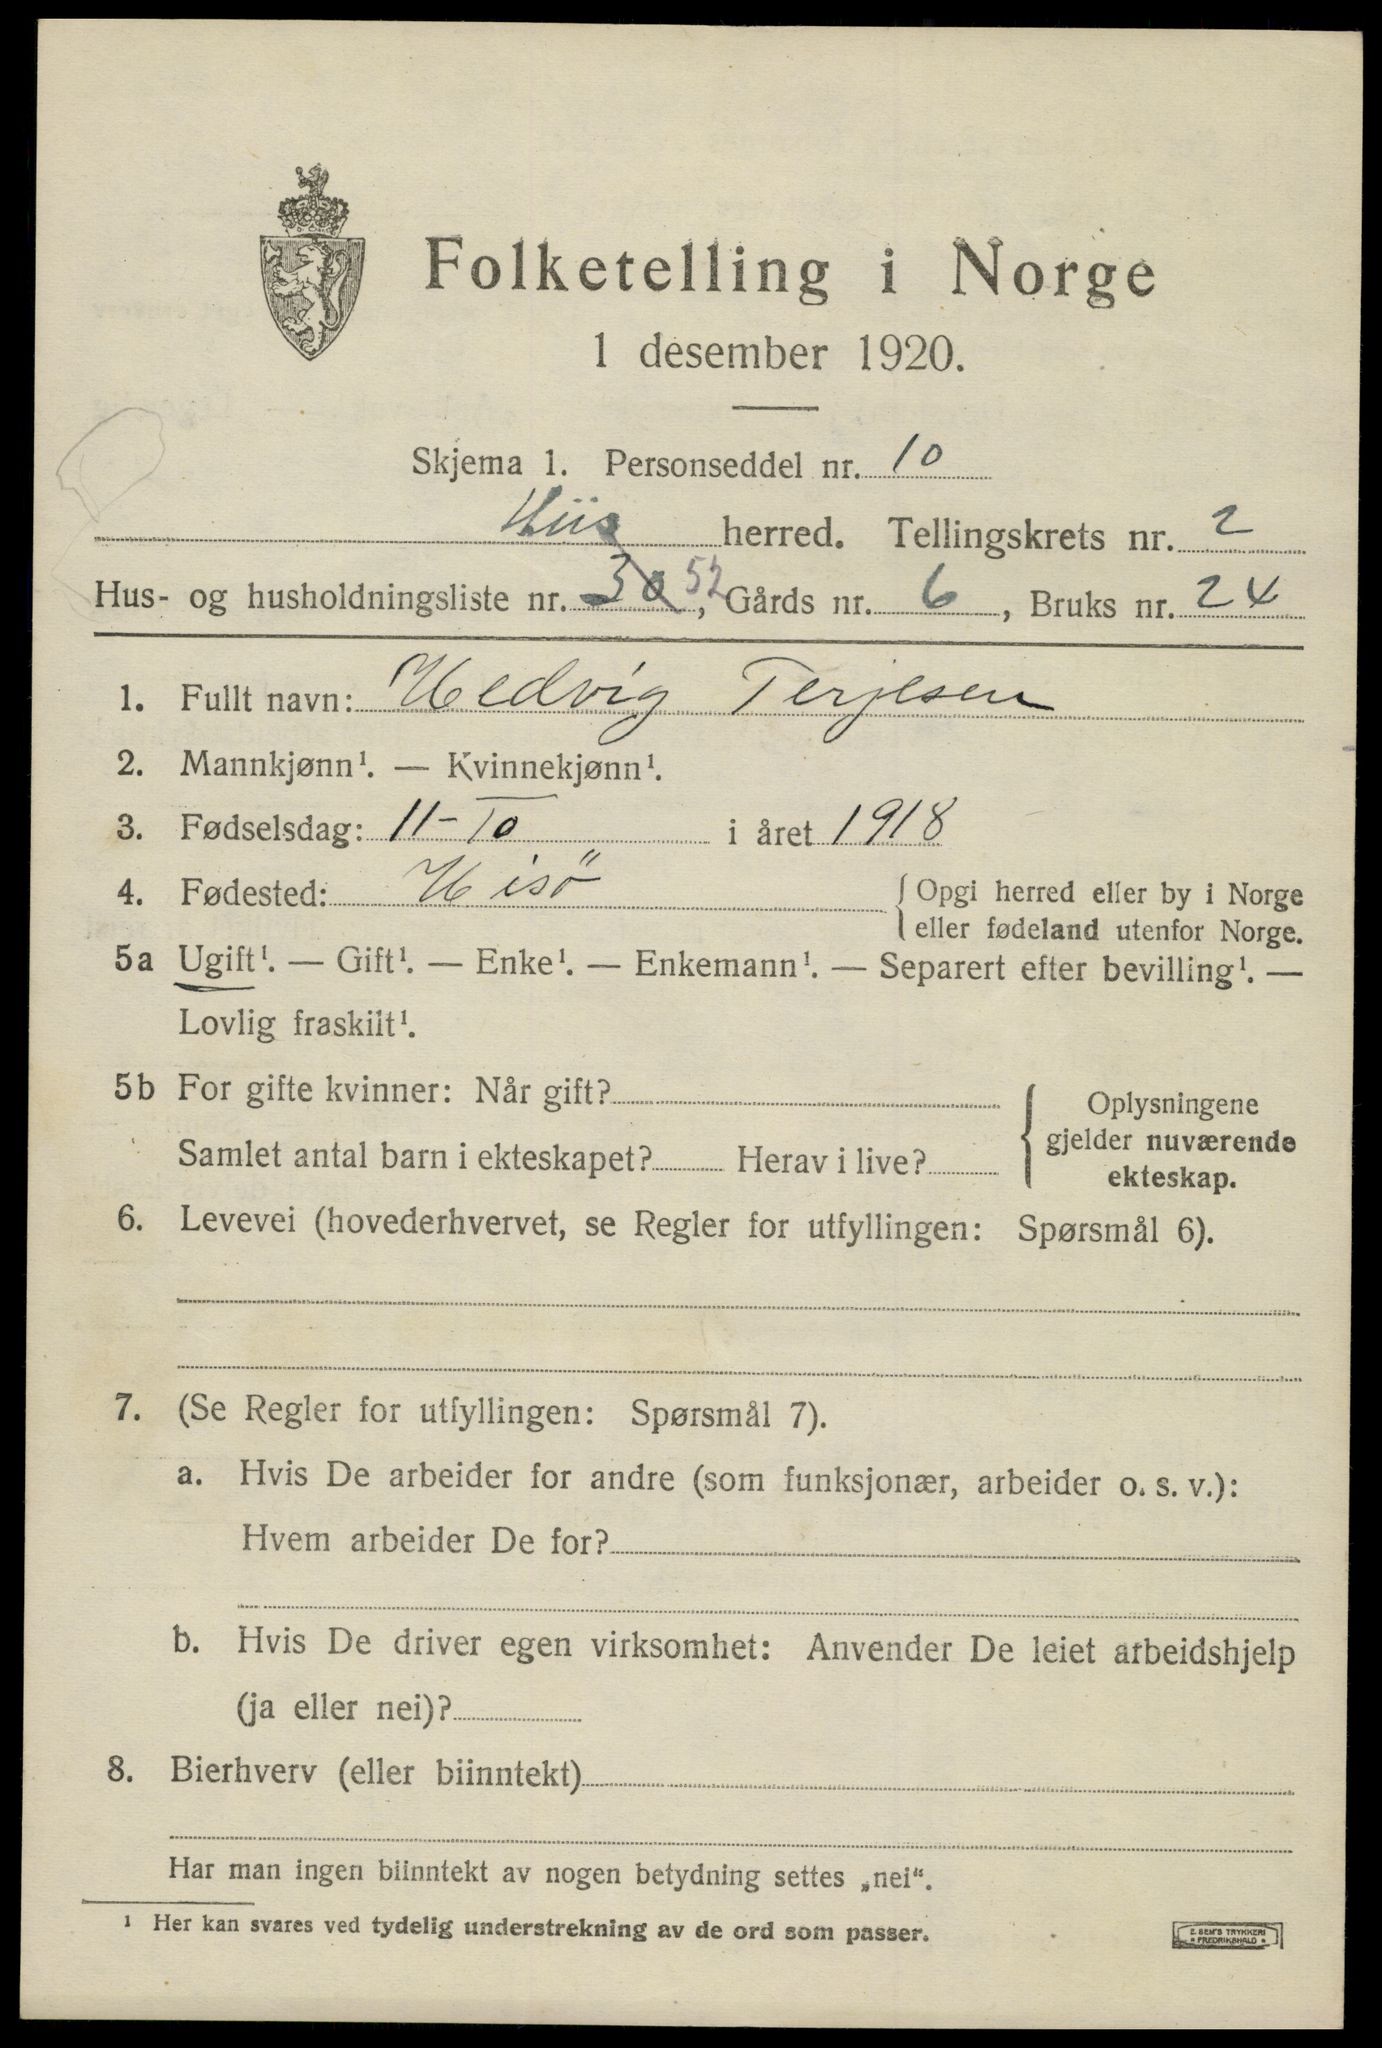 Folketelling i Norge
1 desember 1920.
Skjema 1. Personseddel nr. 10
Hiis herred. Tellingskrets nr. 2
Hus- og husholdningsliste nr. 30 52, Gårds nr. 6, Bruks nr. 24
1. Fullt navn: Hedvig Terjesen
2. Mannkjønn¹. — Kvinnekjønn¹.
3. Fødselsdag: 11-10 i året 1918
4. Fødested: Hisö { Opgi herred eller by i Norge
eller fødeland utenfor Norge.
5a Ugift¹. — Gift¹. — Enke¹. — Enkemann¹. — Separert efter bevilling¹. —
Lovlig fraskilt¹.
5b For gifte kvinner: Når gift?
Samlet antal barn i ekteskapet? Herav i live?
{ Oplysningene
gjelder nuværende
ekteskap.
6. Levevei (hovederhvervet, se Regler for utfyllingen: Spørsmål 6).
7. (Se Regler for utfyllingen: Spørsmål 7).
a. Hvis De arbeider for andre (som funksjonær, arbeider o. s. v.):
Hvem arbeider De for?
b. Hvis De driver egen virksomhet: Anvender De leiet arbeidshjelp
(ja eller nei)?
8. Bierhverv (eller biinntekt)
Har man ingen biinntekt av nogen betydning settes „nei“.
¹ Her kan svares ved tydelig understrekning av de ord som passer.
E. SEM'S TRYKKERI
* FREDRIKSHALD *